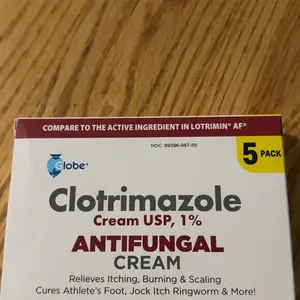 COMPARE TO THE ACTIVE INGREDIENT IN LOTRIMIN® AF®
NDC: 69396-087-55
Globe®
5 PACK
Clotrimazole
Cream USP, 1%
ANTIFUNGAL
CREAM
Relieves Itching, Burning & Scaling
Cures Athlete's Foot, Jock Itch Ringworm & More!